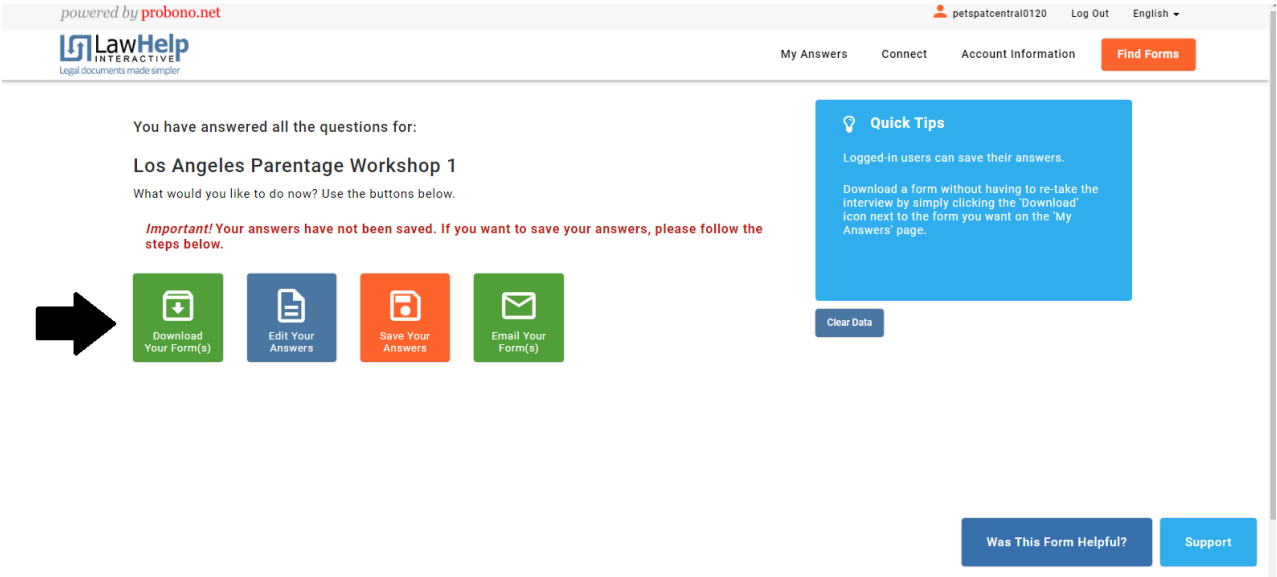 powered by probono.net
petspatcentral0120 Log Out English
LawHelp
INTERACTIVE
Legal documents made simpler
My Answers Connect Account Information Find Forms
You have answered all the questions for:
Los Angeles Parentage Workshop 1
What would you like to do now? Use the buttons below.
Important! Your answers have not been saved. If you want to save your answers, please follow the
steps below.
Download
Your Form(s)
Edit Your
Answers
Save Your
Answers
Email Your
Form(s)
Quick Tips
Logged-in users can save their answers.
Download a form without having to re-take the
interview by simply clicking the 'Download'
icon next to the form you want on the 'My
Answers' page.
Clear Data
Was This Form Helpful? Support